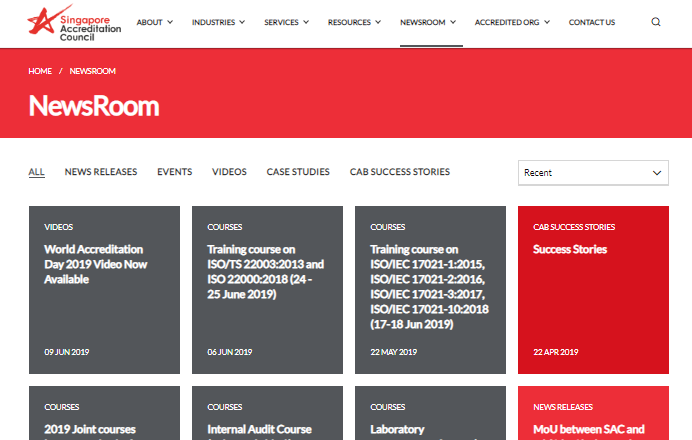 Singapore
Accreditation
Council
ABOUT
INDUSTRIES
SERVICES
RESOURCES
NEWSROOM
ACCREDITED ORG
CONTACT US
HOME / NEWSROOM
NewsRoom
ALL
NEWS RELEASES
EVENTS
VIDEOS
CASE STUDIES
CAB SUCCESS STORIES
Recent
VIDEOS
World Accreditation
Day 2019 Video Now
Available
09 JUN 2019
COURSES
Training course on
ISO/TS 22003:2013 and
ISO 22000:2018 (24 -
25 June 2019)
06 JUN 2019
COURSES
Training course on
ISO/IEC 17021-1:2015,
ISO/IEC 17021-2:2016,
ISO/IEC 17021-3:2017,
ISO/IEC 17021-10:2018
(17-18 Jun 2019)
22 MAY 2019
CAB SUCCESS STORIES
Success Stories
22 APR 2019
COURSES
2019 Joint courses
COURSES
Internal Audit Course
COURSES
Laboratory
NEWS RELEASES
MoU between SAC and